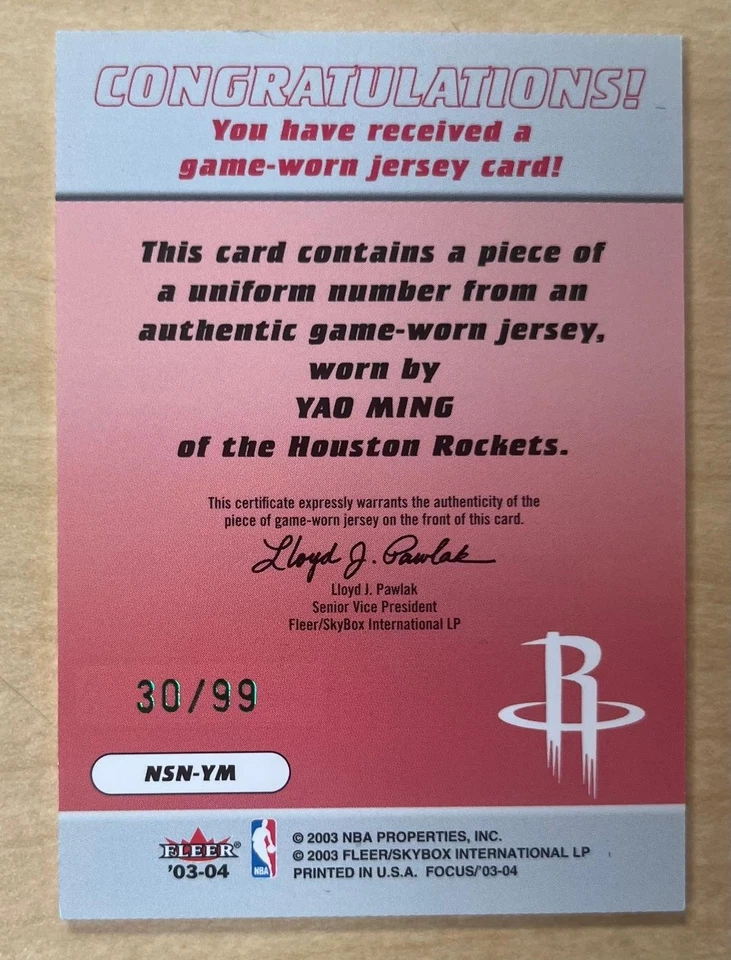 CONGRATULATIONS!
You have received a
game-worn jersey card!
This card contains a piece of
a uniform number from an
authentic game-worn jersey,
worn by
YAO MING
of the Houston Rockets.
This certificate expressly warrants the authenticity of the
piece of game-worn jersey on the front of this card.
Lloyd J. Pawlak
Lloyd J. Pawlak
Senior Vice President
Fleer/SkyBox International LP
30/99
R
NSN-YM
FLEER®
'03-04
NBA
© 2003 NBA PROPERTIES, INC.
© 2003 FLEER/SKYBOX INTERNATIONAL LP
PRINTED IN U.S.A. FOCUS/'03-04